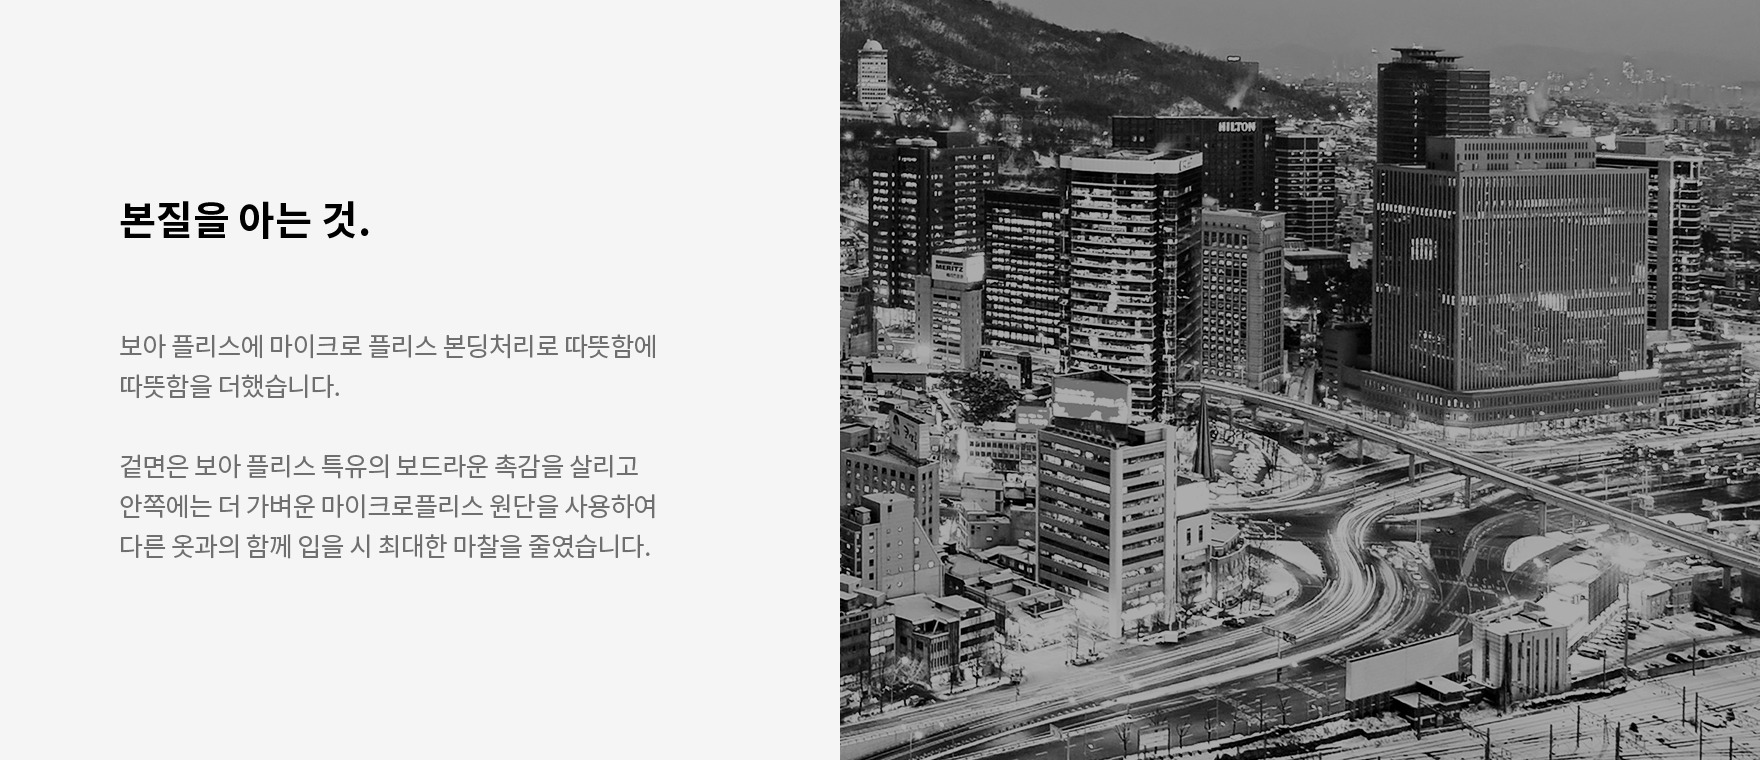 본질을 아는 것.
보아 플리스에 마이크로 플리스 본딩처리로 따뜻함에
따뜻함을 더했습니다.
겉면은 보아 플리스 특유의 보드라운 촉감을 살리고
안쪽에는 더 가벼운 마이크로플리스 원단을 사용하여
다른 옷과의 함께 입을 시 최대한 마찰을 줄였습니다.
HILTON
MERITZ